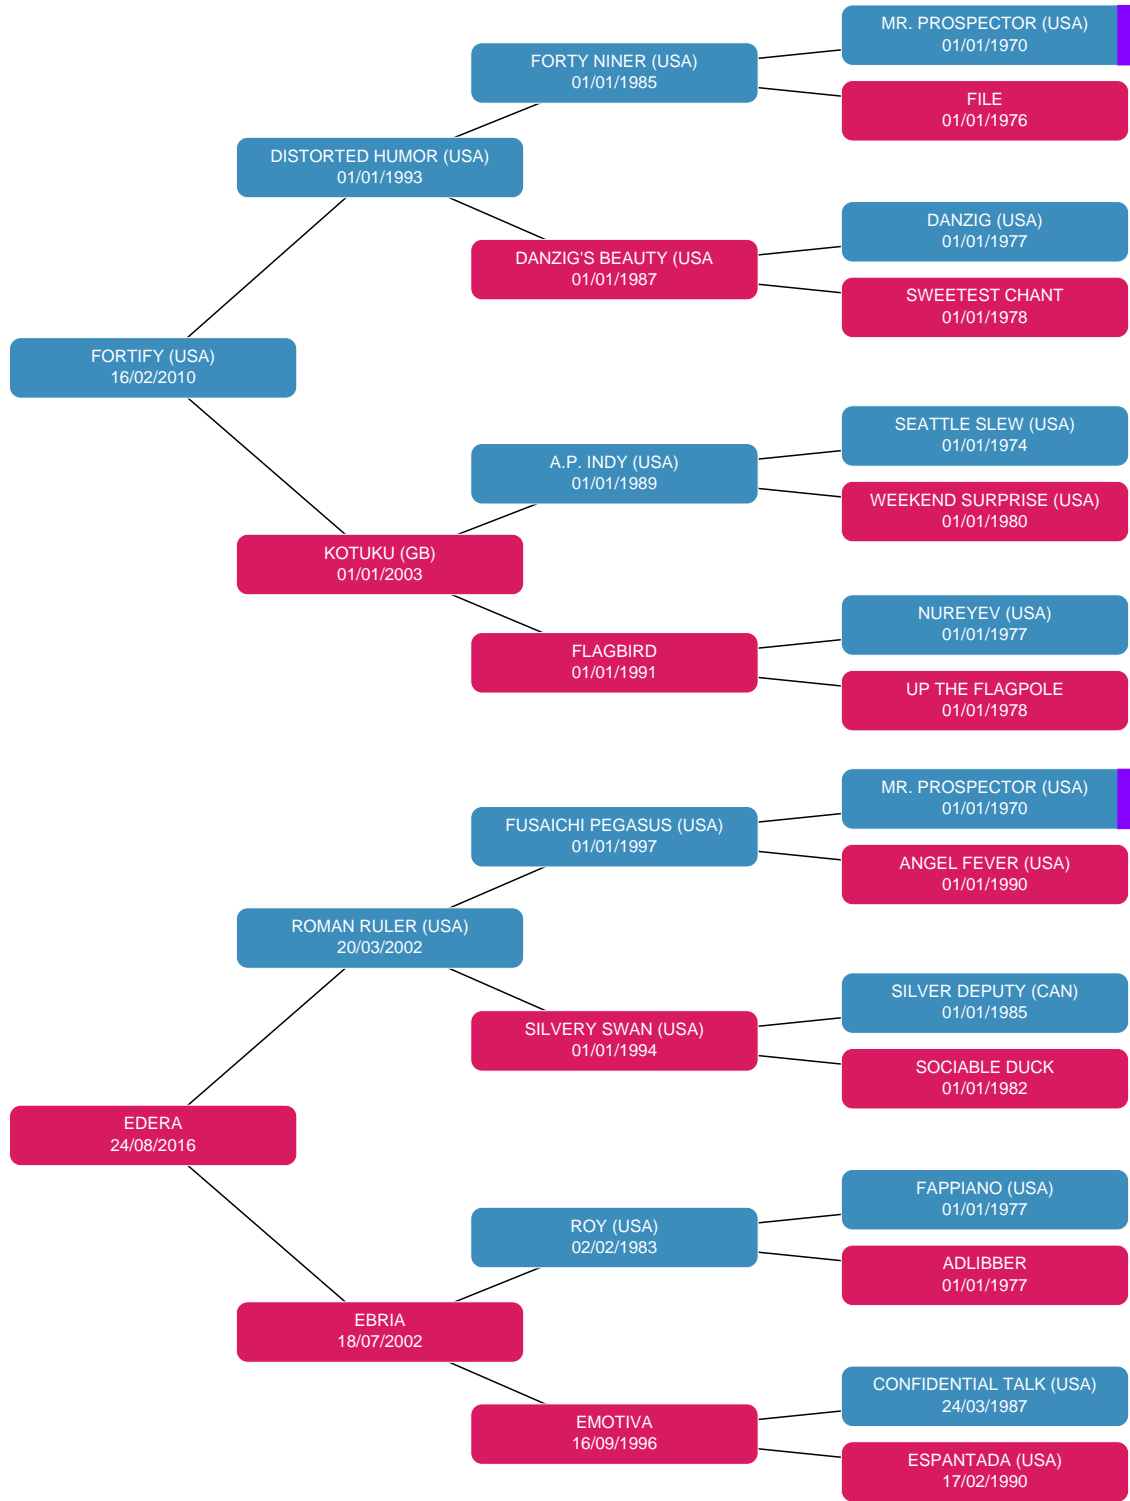 MR. PROSPECTOR (USA)
01/01/1970
FORTY NINER (USA)
01/01/1985
FILE
01/01/1976
DISTORTED HUMOR (USA)
01/01/1993
DANZIG (USA)
01/01/1977
DANZIG'S BEAUTY (USA
01/01/1987
SWEETEST CHANT
01/01/1978
FORTIFY (USA)
16/02/2010
SEATTLE SLEW (USA)
01/01/1974
A.P. INDY (USA)
01/01/1989
WEEKEND SURPRISE (USA)
01/01/1980
KOTUKU (GB)
01/01/2003
NUREYEV (USA)
01/01/1977
FLAGBIRD
01/01/1991
UP THE FLAGPOLE
01/01/1978
MR. PROSPECTOR (USA)
01/01/1970
FUSAICHI PEGASUS (USA)
01/01/1997
ANGEL FEVER (USA)
01/01/1990
ROMAN RULER (USA)
20/03/2002
SILVER DEPUTY (CAN)
01/01/1985
SILVERY SWAN (USA)
01/01/1994
SOCIABLE DUCK
01/01/1982
EDERA
24/08/2016
FAPPIANO (USA)
01/01/1977
ROY (USA)
02/02/1983
ADLIBBER
01/01/1977
EBRIA
18/07/2002
CONFIDENTIAL TALK (USA)
24/03/1987
EMOTIVA
16/09/1996
ESPANTADA (USA)
17/02/1990